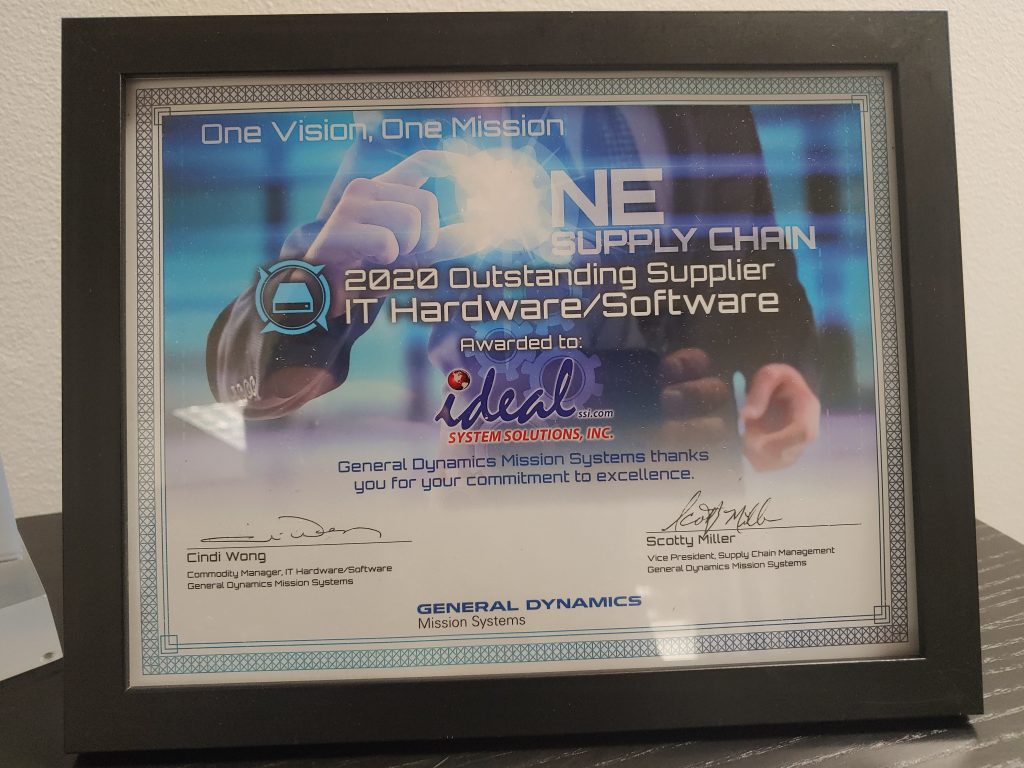 One Vision, One Mission
NE
SUPPLY CHAIN
2020 Outstanding Supplier
IT Hardware/Software
Awarded to:
ideal ssi.com
SYSTEM SOLUTIONS, INC.
General Dynamics Mission Systems thanks
you for your commitment to excellence.
Scotty Miller
Cindi Wong
Commodity Manager, IT Hardware/Software
General Dynamics Mission Systems
Scotty Miller
Vice President, Supply Chain Management
General Dynamics Mission Systems
GENERAL DYNAMICS
Mission Systems